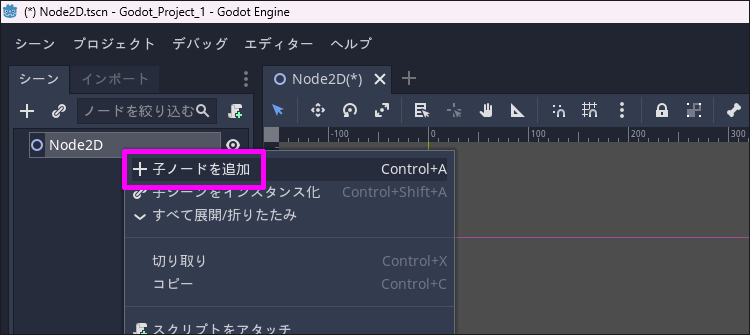 (*) Node2D.tscn - Godot_Project_1 - Godot Engine
シーン プロジェクト デバッグ エディター ヘルプ
シーン インポート
Node2D(*)
ノードを絞り込む
-100 0 100 200 300
Node2D
子ノードを追加 Control+A
子シーンをインスタンス化 Control+Shift+A
すべて展開/折りたたみ
切り取り Control+X
コピー Control+C
スクリプトをアタッチ